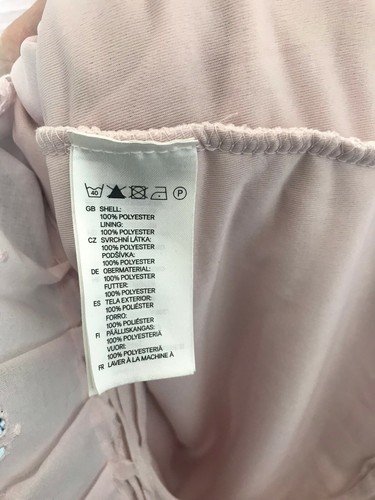 40 P
GB SHELL:
100% POLYESTER
LINING:
100% POLYESTER
CZ SVRCHNÍ LÁTKA:
100% POLYESTER
PODŠÍVKA:
100% POLYESTER
DE OBERMATERIAL:
100% POLYESTER
FUTTER:
100% POLYESTER
ES TELA EXTERIOR:
100% POLIÉSTER
FORRO:
100% POLIÉSTER
FI PÄÄLLIKANGAS:
100% POLYESTERIÄ
VUORI:
100% POLYESTERIÄ
FR LAVER À LA MACHINE À